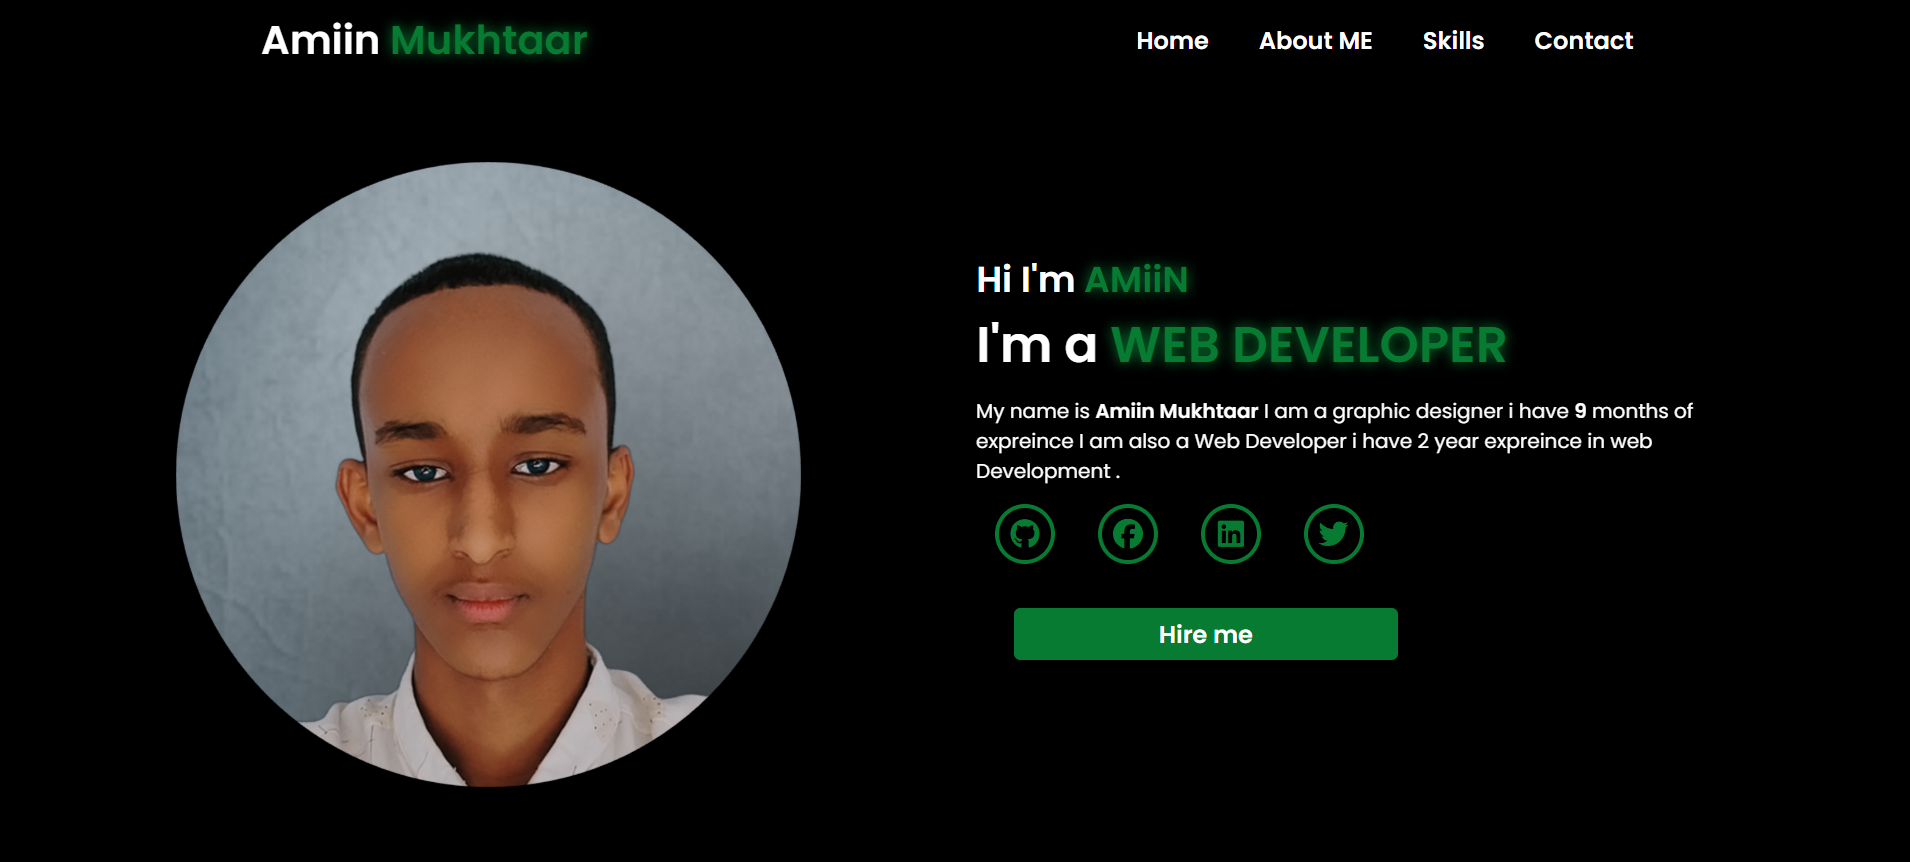 Amiin Mukhtaar
Home About ME Skills Contact
Hi I'm AMiiN
I'm a WEB DEVELOPER
My name is Amiin Mukhtaar I am a graphic designer i have 9 months of
expreince I am also a Web Developer i have 2 year expreince in web
Development .
Hire me